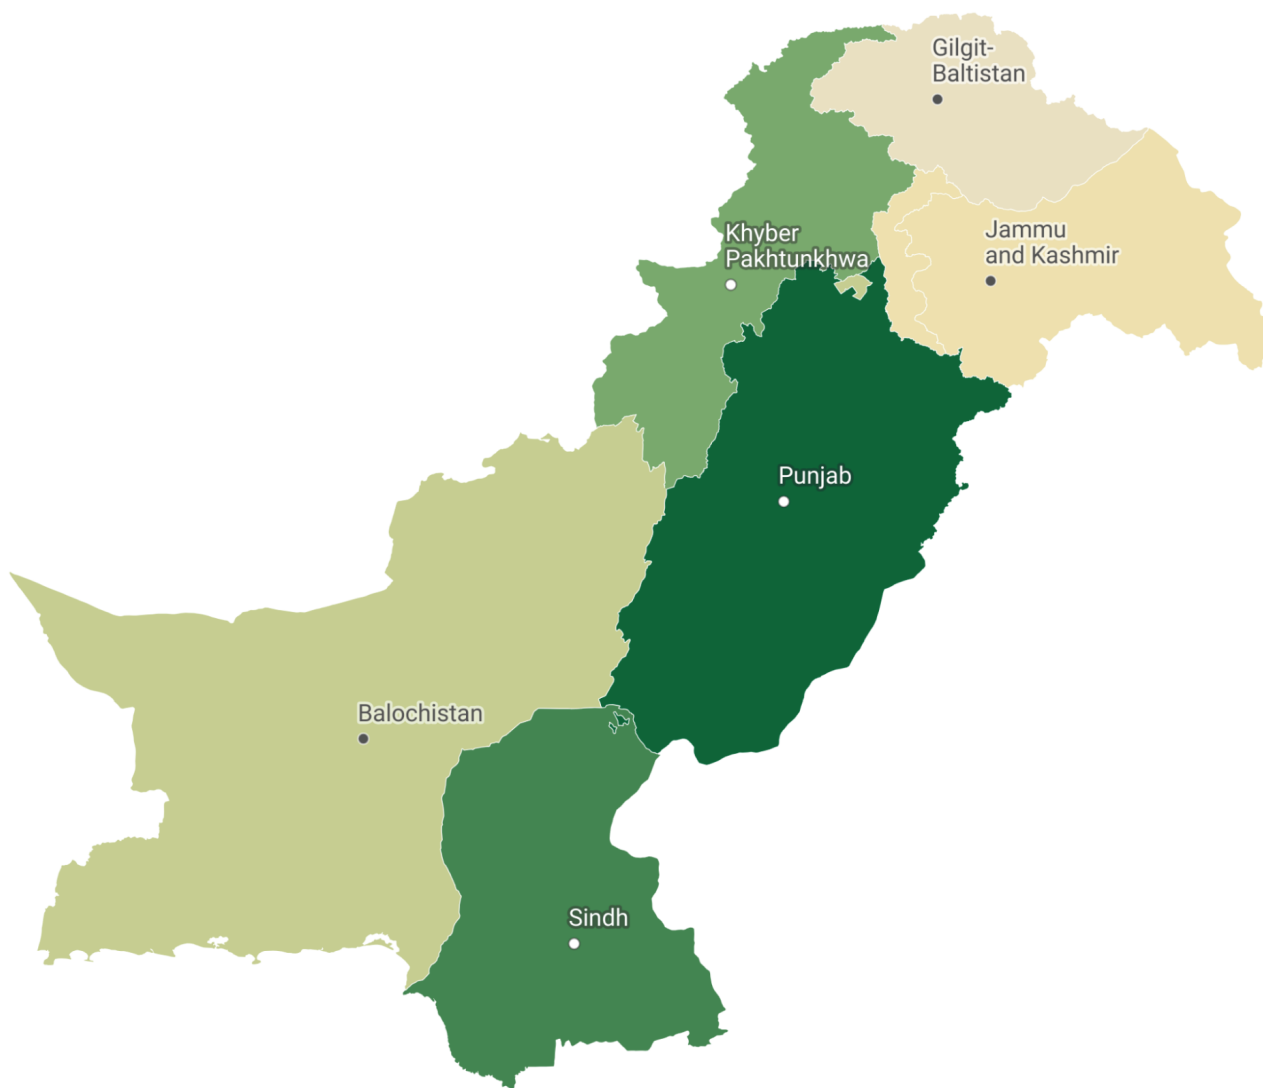 Gilgit-
Baltistan
Jammu
and Kashmir
Khyber
Pakhtunkhwa
Punjab
Balochistan
Sindh